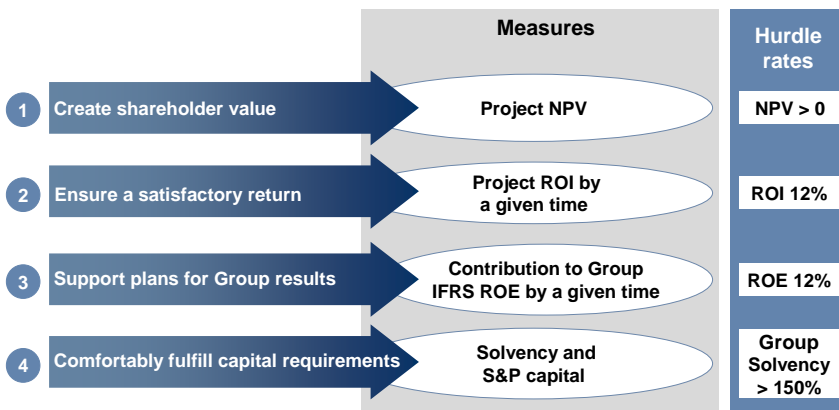 Measures
Hurdle
rates
1
Create shareholder value
Project NPV
NPV > 0
2
Ensure a satisfactory return
Project ROI by
a given time
ROI 12%
3
Support plans for Group results
Contribution to Group
IFRS ROE by a given time
ROE 12%
4
Comfortably fulfill capital requirements
Solvency and
S&P capital
Group
Solvency
> 150%